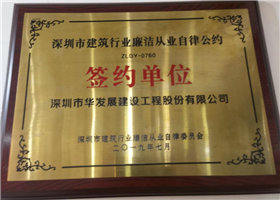 深圳市建筑行业廉洁从业自律公约
ZLGY-0760
签约单位
深圳市华发展建设工程股份有限公司
深圳市建筑行业廉洁从业自律委员会
二〇一九年七月